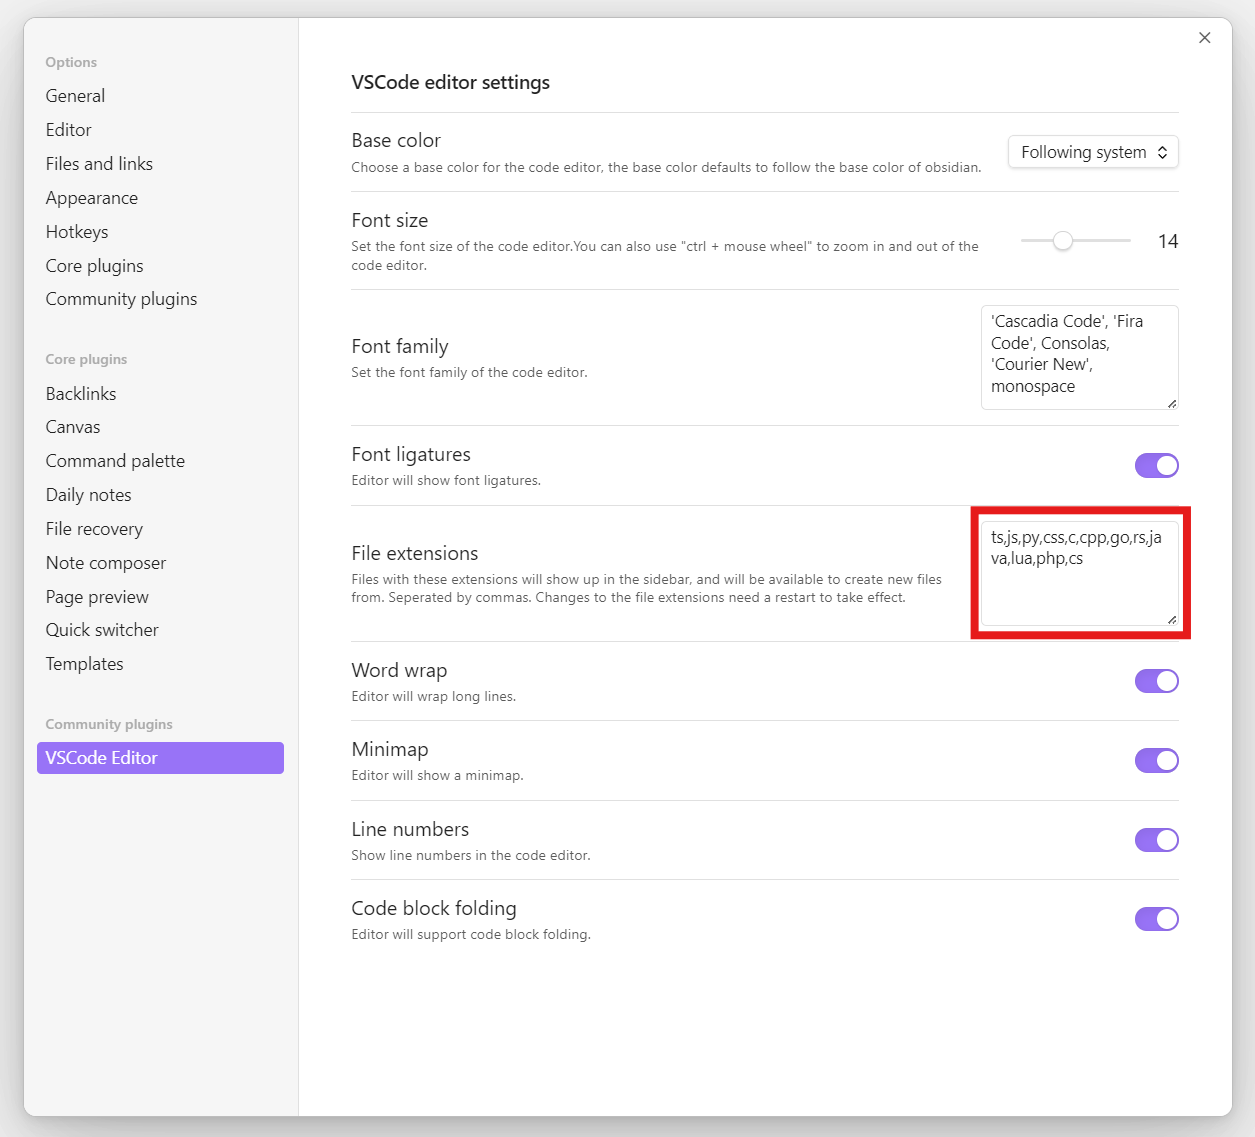 Options
General
Editor
Files and links
Appearance
Hotkeys
Core plugins
Community plugins
Core plugins
Backlinks
Canvas
Command palette
Daily notes
File recovery
Note composer
Page preview
Quick switcher
Templates
Community plugins
VSCode Editor
VSCode editor settings
Base color
Choose a base color for the code editor, the base color defaults to follow the base color of obsidian.
Following system
Font size
Set the font size of the code editor.You can also use "ctrl + mouse wheel" to zoom in and out of the
code editor.
14
Font family
Set the font family of the code editor.
'Cascadia Code', 'Fira
Code', Consolas,
'Courier New',
monospace
Font ligatures
Editor will show font ligatures.
File extensions
Files with these extensions will show up in the sidebar, and will be available to create new files
from. Seperated by commas. Changes to the file extensions need a restart to take effect.
ts,js,py,css,c,cpp,go,rs,ja
va,lua,php,cs
Word wrap
Editor will wrap long lines.
Minimap
Editor will show a minimap.
Line numbers
Show line numbers in the code editor.
Code block folding
Editor will support code block folding.